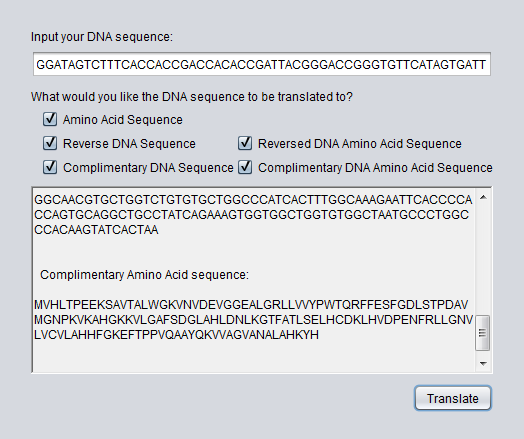 Input your DNA sequence:
GGATAGTCTTTCACCACCGACCACACCGATTACGGGACCGGGTGTTCATAGTGATT
What would you like the DNA sequence to be translated to?
Amino Acid Sequence
Reverse DNA Sequence Reversed DNA Amino Acid Sequence
Complimentary DNA Sequence Complimentary DNA Amino Acid Sequence
GGCAACGTGCTGGTCTGTGTGCTGGCCCATCACTTTGGCAAAGAATTCACCCCA
CCAGTGCAGGCTGCCTATCAGAAAGTGGTGGCTGGTGTGGCTAATGCCCTGGC
CCACAAGTATCACTAA
Complimentary Amino Acid sequence:
MVHLTPEEKSAVTALWGKVNVDEVGGEALGRLLVVYPWTQRFFESFGDLSTPDAV
MGNPKVKAHGKKVLGAFSDGLAHLDNLKGTFATLSELHCDKLHVDPENFRLLGNV
LVCVLAHHFGKEFTPPVQAAYQKVVAGVANALAHKYH
Translate